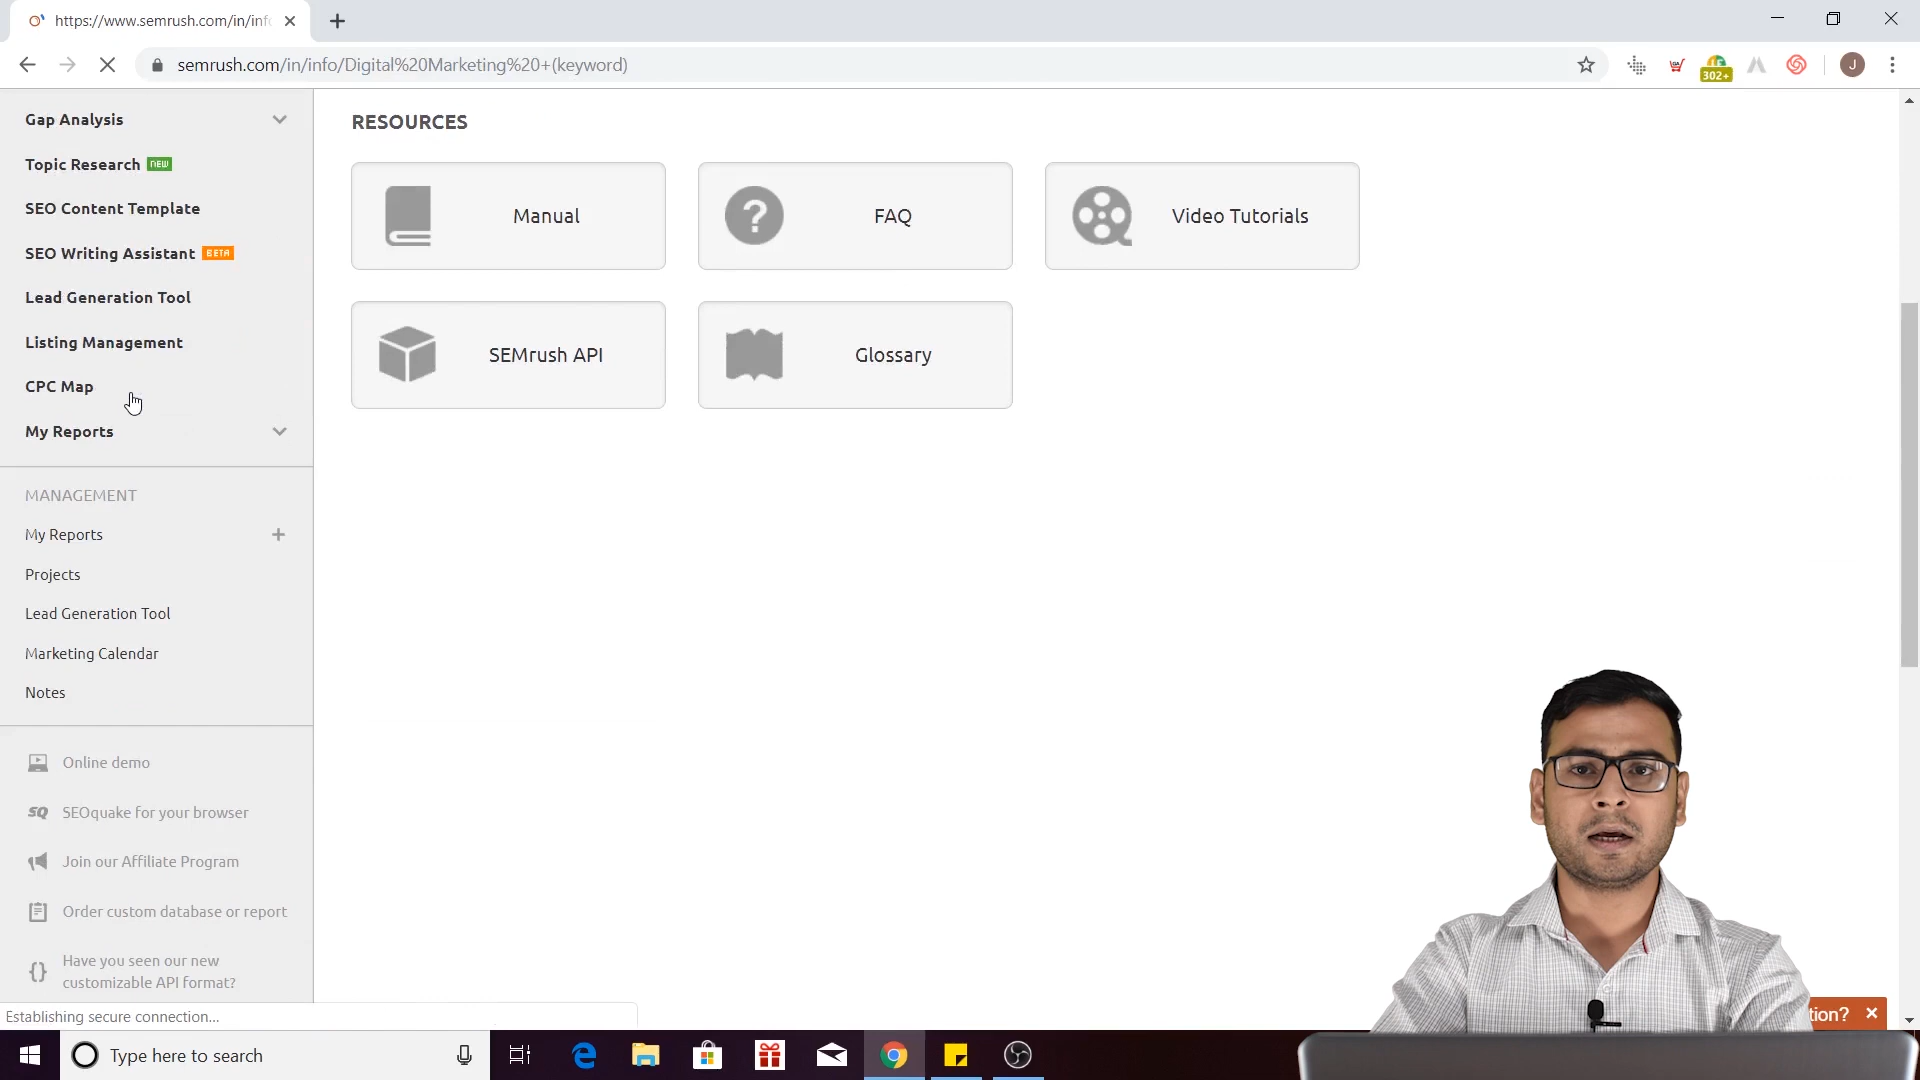 https://www.semrush.com/in/inf
semrush.com/in/info/Digital%20Marketing%20+(keyword)
302+
J
Gap Analysis
Topic Research NEW
SEO Content Template
SEO Writing Assistant BETA
Lead Generation Tool
Listing Management
CPC Map
My Reports
MANAGEMENT
My Reports
Projects
Lead Generation Tool
Marketing Calendar
Notes
Online demo
SQ SEOquake for your browser
Join our Affiliate Program
Order custom database or report
{} Have you seen our new
customizable API format?
RESOURCES
Manual
? FAQ
Video Tutorials
SEMrush API
Glossary
tion?
Establishing secure connection...
Type here to search